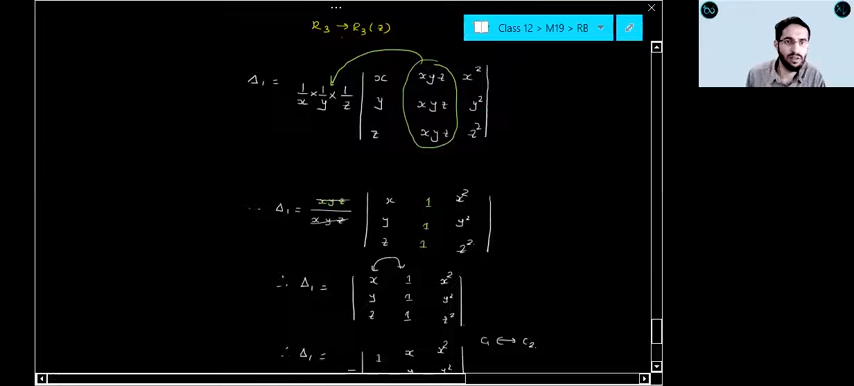 R₃ → R₃(z)
Class 12 > M19 > RB
Δ₁ = 1/x × 1/y × 1/z | x xyz x² |
| y xyz y² |
| z xyz z² |
∴ Δ₁ = xyz/xyz | x 1 x² |
| y 1 y² |
| z 1 z² |
∴ Δ₁ = | x 1 x² |
| y 1 y² |
| z 1 z² |
C₁ ↔ C₂.
∴ Δ₁ = − | 1 x x² |